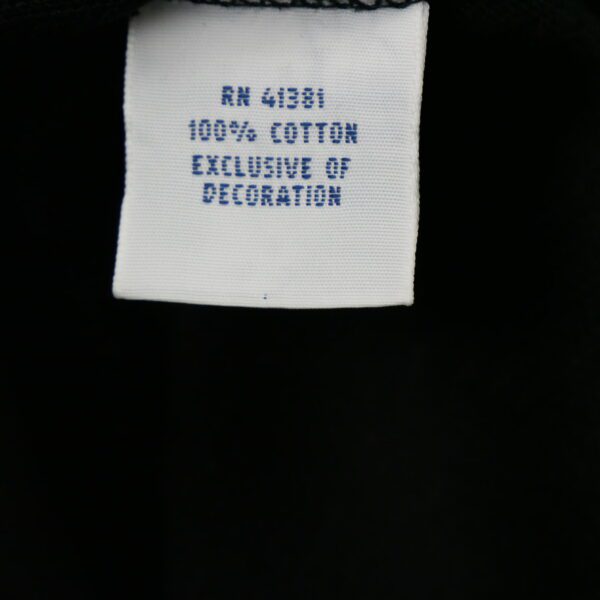 RN 41381
100% COTTON
EXCLUSIVE OF
DECORATION